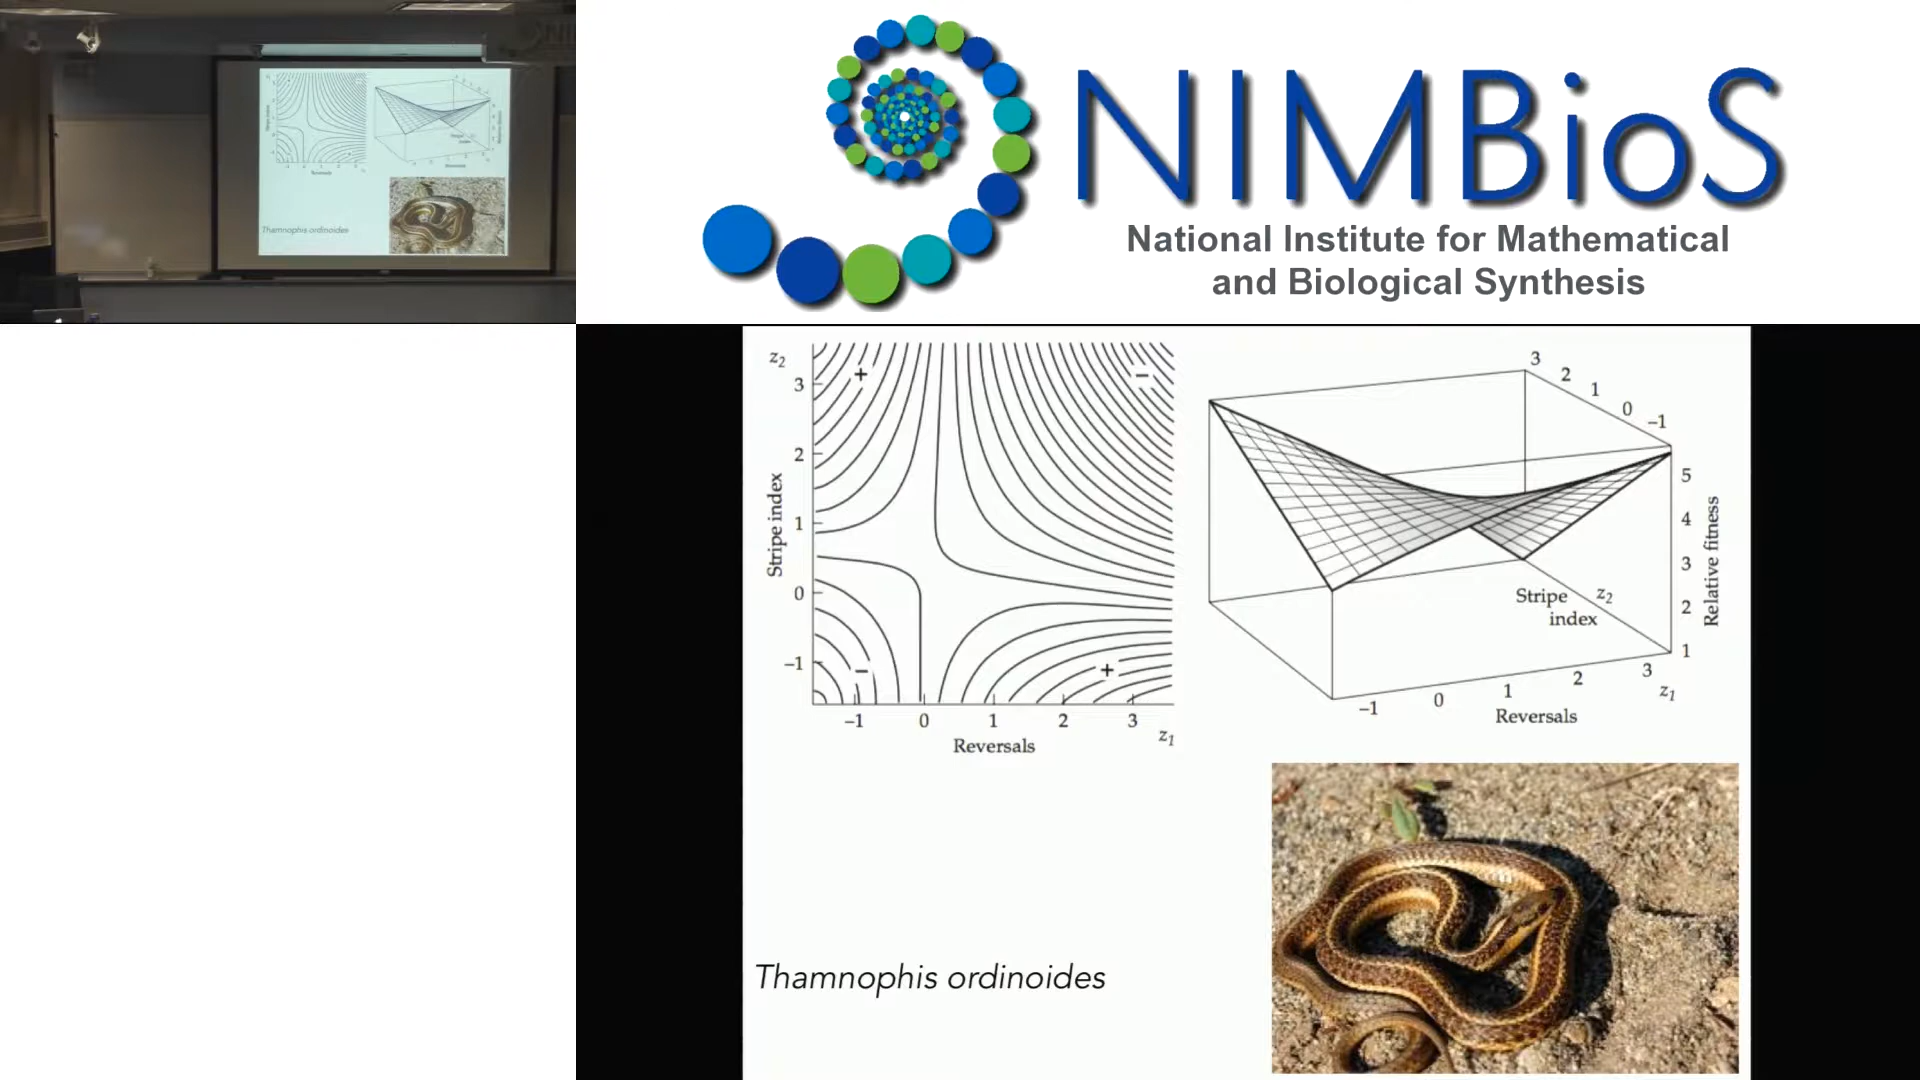 NIMBioS
National Institute for Mathematical
and Biological Synthesis
z2
3
2
1
0
−1
Stripe index
+
−
−
+
−1 0 1 2 3
z1
Reversals
3
2
1
0
−1
5
4
3
2
1
Relative fitness
Stripe z2
index
−1 0 1 2 3
z1
Reversals
Thamnophis ordinoides